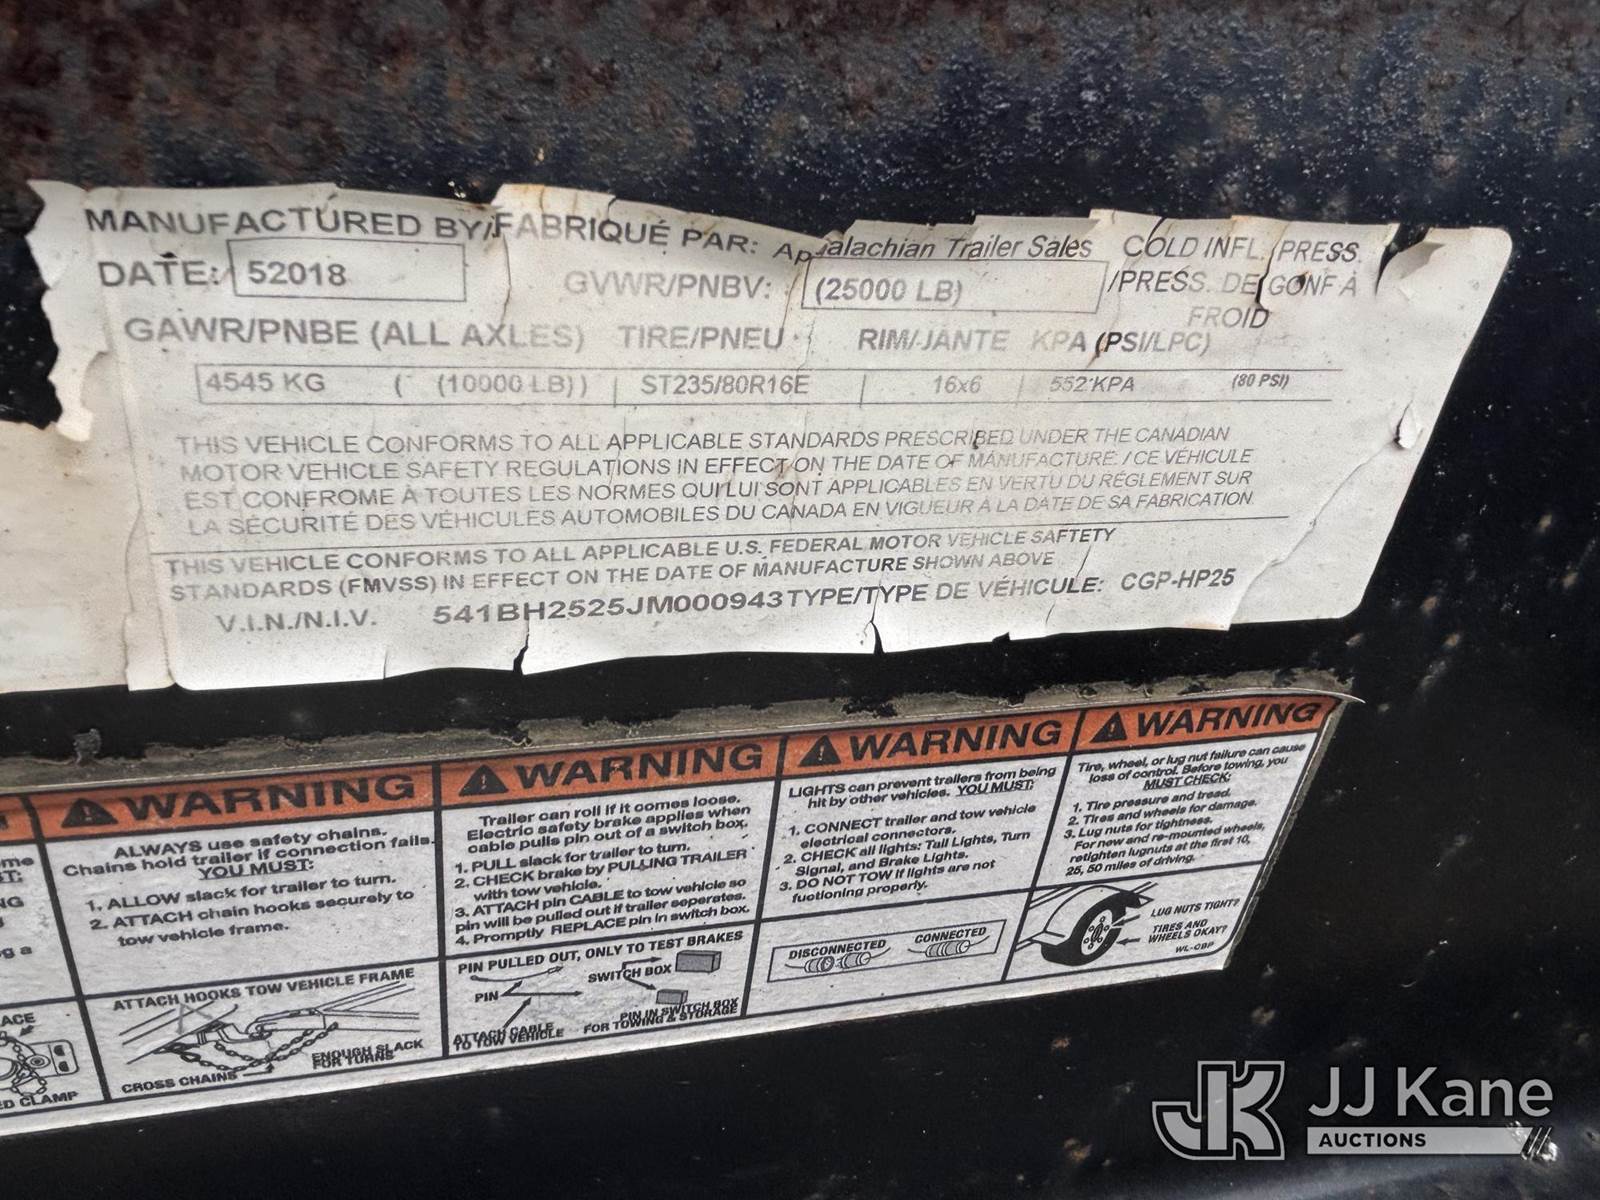 MANUFACTURED BY/FABRIQUÉ PAR: Appalachian Trailer Sales
COLD INFL. PRESS.
/PRESS. DE GONF À
FROID
DATE: 52018 GVWR/PNBV: (25000 LB)
GAWR/PNBE (ALL AXLES) TIRE/PNEU RIM/JANTE KPA (PSI/LPC)
4545 KG ( (10000 LB) ) ST235/80R16E 16x6 552 KPA (80 PSI)
THIS VEHICLE CONFORMS TO ALL APPLICABLE STANDARDS PRESCRIBED UNDER THE CANADIAN
MOTOR VEHICLE SAFETY REGULATIONS IN EFFECT ON THE DATE OF MANUFACTURE. / CE VÉHICULE
EST CONFROME À TOUTES LES NORMES QUI LUI SONT APPLICABLES EN VERTU DU RÉGLEMENT SUR
LA SÉCURITÉ DES VÉHICULES AUTOMOBILES DU CANADA EN VIGUEUR À LA DATE DE SA FABRICATION.
THIS VEHICLE CONFORMS TO ALL APPLICABLE U.S. FEDERAL MOTOR VEHICLE SAFTETY
STANDARDS (FMVSS) IN EFFECT ON THE DATE OF MANUFACTURE SHOWN ABOVE
V.I.N./N.I.V. 541BH2525JM000943 TYPE/TYPE DE VÉHICULE: CGP-HP25
WARNING
ALWAYS use safety chains.
Chains hold trailer if connection fails.
YOU MUST:
1. ALLOW slack for trailer to turn.
2. ATTACH chain hooks securely to
tow vehicle frame.
ATTACH HOOKS TOW VEHICLE FRAME
ENOUGH SLACK
FOR TURNS
CROSS CHAINS
WARNING
Trailer can roll if it comes loose.
Electric safety brake applies when
cable pulls pin out of a switch box.
1. PULL slack for trailer to turn.
2. CHECK brake by PULLING TRAILER
with tow vehicle.
3. ATTACH pin CABLE to tow vehicle so
pin will be pulled out if trailer seperates.
4. Promptly REPLACE pin in switch box.
PIN PULLED OUT, ONLY TO TEST BRAKES
SWITCH BOX
PIN
PIN IN SWITCH BOX
FOR TOWING & STORAGE
ATTACH CABLE
TO TOW VEHICLE
WARNING
LIGHTS can prevent trailers from being
hit by other vehicles. YOU MUST:
1. CONNECT trailer and tow vehicle
electrical connectors.
2. CHECK all lights: Tail Lights, Turn
Signal, and Brake Lights.
3. DO NOT TOW if lights are not
fuctioning properly.
DISCONNECTED CONNECTED
WARNING
Tire, wheel, or lug nut failure can cause
loss of control. Before towing, you
MUST CHECK:
1. Tire pressure and tread.
2. Tires and wheels for damage.
3. Lug nuts for tightness.
For new and re-mounted wheels,
retighten lugnuts at the first 10,
25, 50 miles of driving.
LUG NUTS TIGHT?
TIRES AND
WHEELS OKAY?
WL-CBP
JK JJ Kane
AUCTIONS